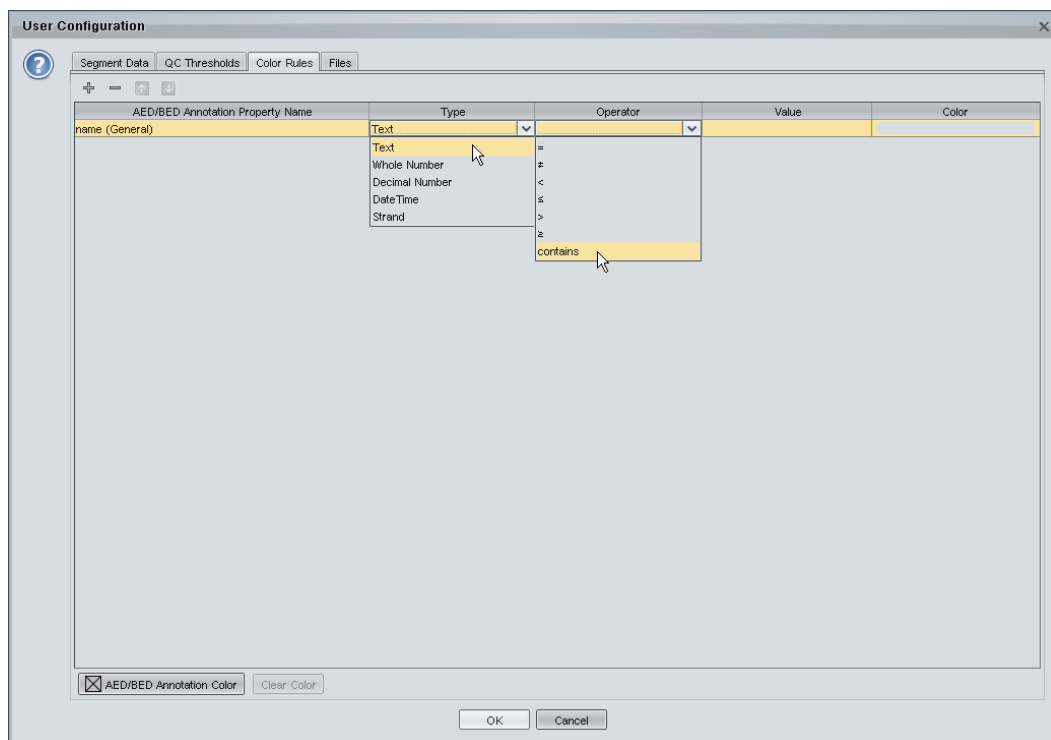 User Configuration
Segment Data QC Thresholds Color Rules Files
AED/BED Annotation Property Name Type Operator Value Color
name (General) Text
Text =
Whole Number ≠
Decimal Number <
DateTime ≤
Strand >
≥
contains
AED/BED Annotation Color Clear Color
OK Cancel